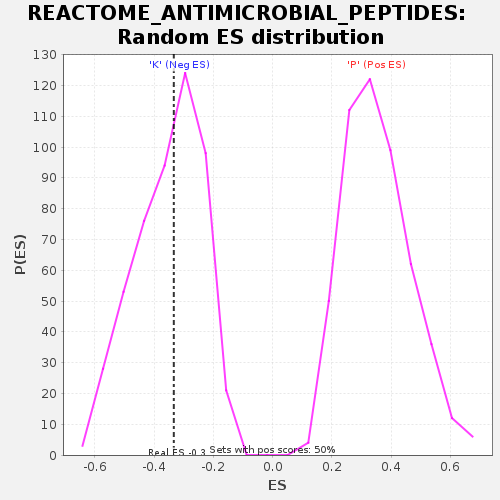 REACTOME_ANTIMICROBIAL_PEPTIDES:
Random ES distribution
'K' (Neg ES)
'P' (Pos ES)
130
120
110
100
90
80
70
60
50
40
30
20
10
0
P(ES)
Real ES -0.3
Sets with pos scores: 50%
-0.6 -0.4 -0.2 0.0 0.2 0.4 0.6
ES